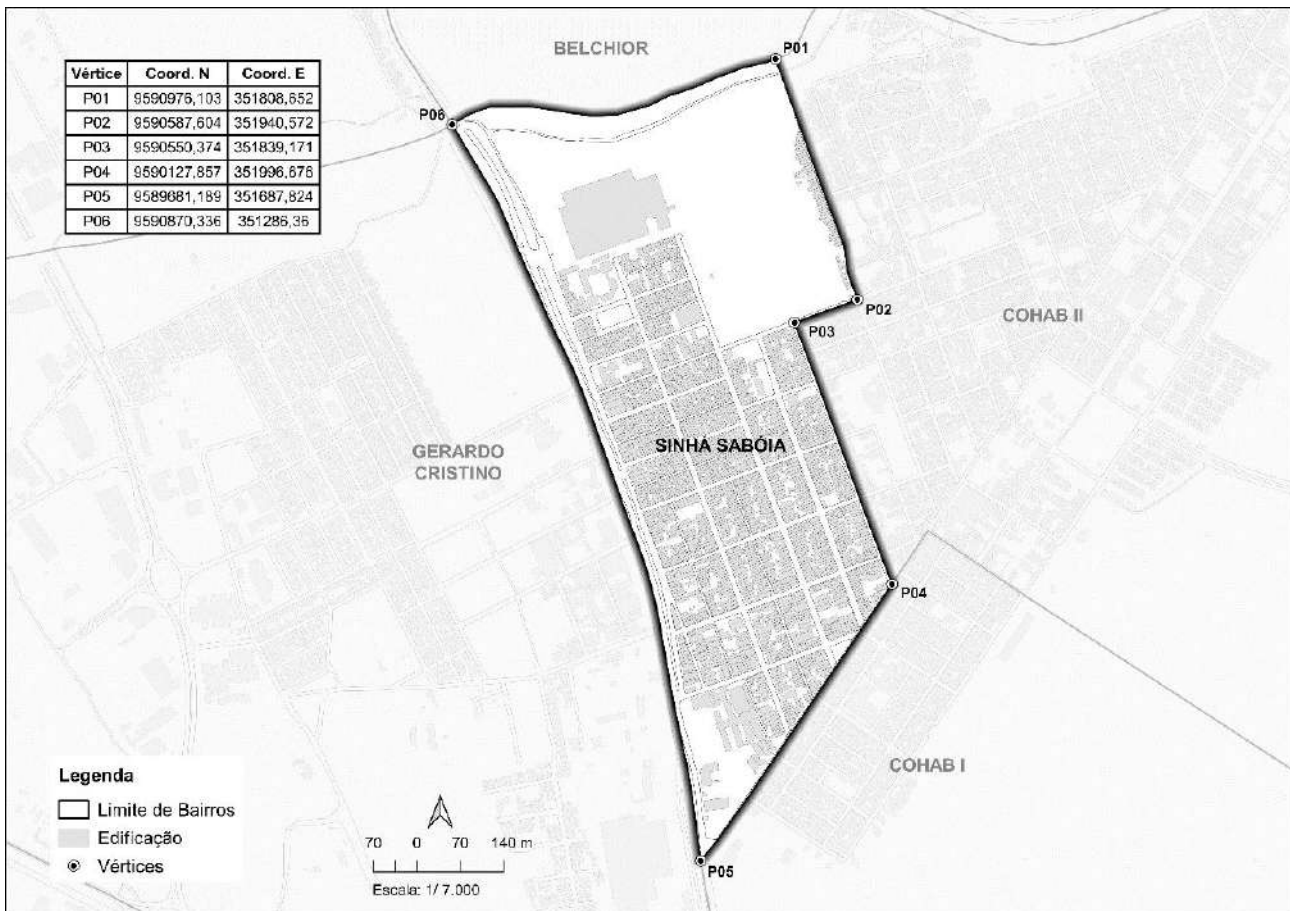 BELCHIOR
P01
Vértice Coord. N Coord. E
P01 9590976,103 351808,652
P02 9590587,604 351940,572
P03 9590550,374 351839,171
P04 9590127,857 351996,676
P05 9589681,189 351687,824
P06 9590870,336 351286,36
P06
P02
COHAB II
P03
SINHÁ SABÓIA
GERARDO
CRISTINO
P04
COHAB I
Legenda
Limite de Bairros
Edificação
Vértices
70 0 70 140 m
Escala: 1/ 7.000
P05